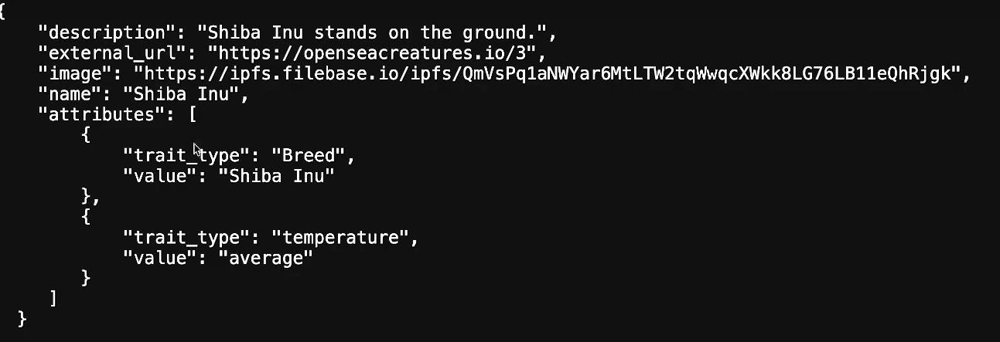 {
"description": "Shiba Inu stands on the ground.",
"external_url": "https://openseacreatures.io/3",
"image": "https://ipfs.filebase.io/ipfs/QmVsPq1aNWYar6MtLTW2tqWwqcXWkk8LG76LB11eQhRjgk",
"name": "Shiba Inu",
"attributes": [
{
"trait_type": "Breed",
"value": "Shiba Inu"
},
{
"trait_type": "temperature",
"value": "average"
}
]
}